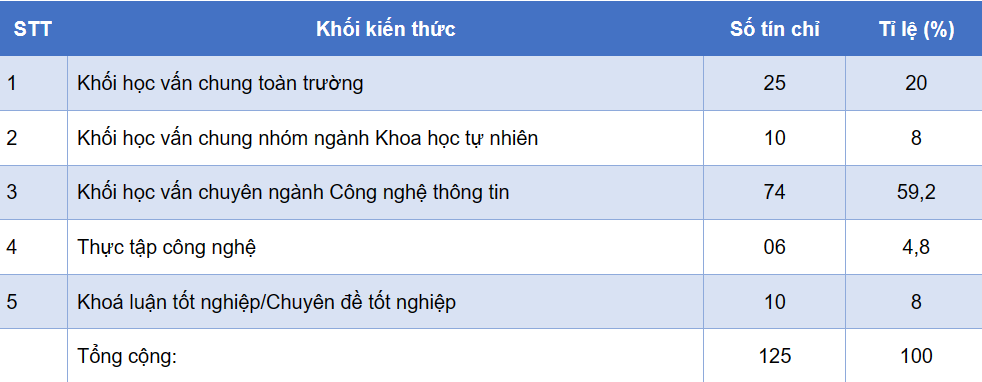 STT Khối kiến thức Số tín chỉ Tỉ lệ (%)
1 Khối học vấn chung toàn trường 25 20
2 Khối học vấn chung nhóm ngành Khoa học tự nhiên 10 8
3 Khối học vấn chuyên ngành Công nghệ thông tin 74 59,2
4 Thực tập công nghệ 06 4,8
5 Khoá luận tốt nghiệp/Chuyên đề tốt nghiệp 10 8
Tổng cộng: 125 100